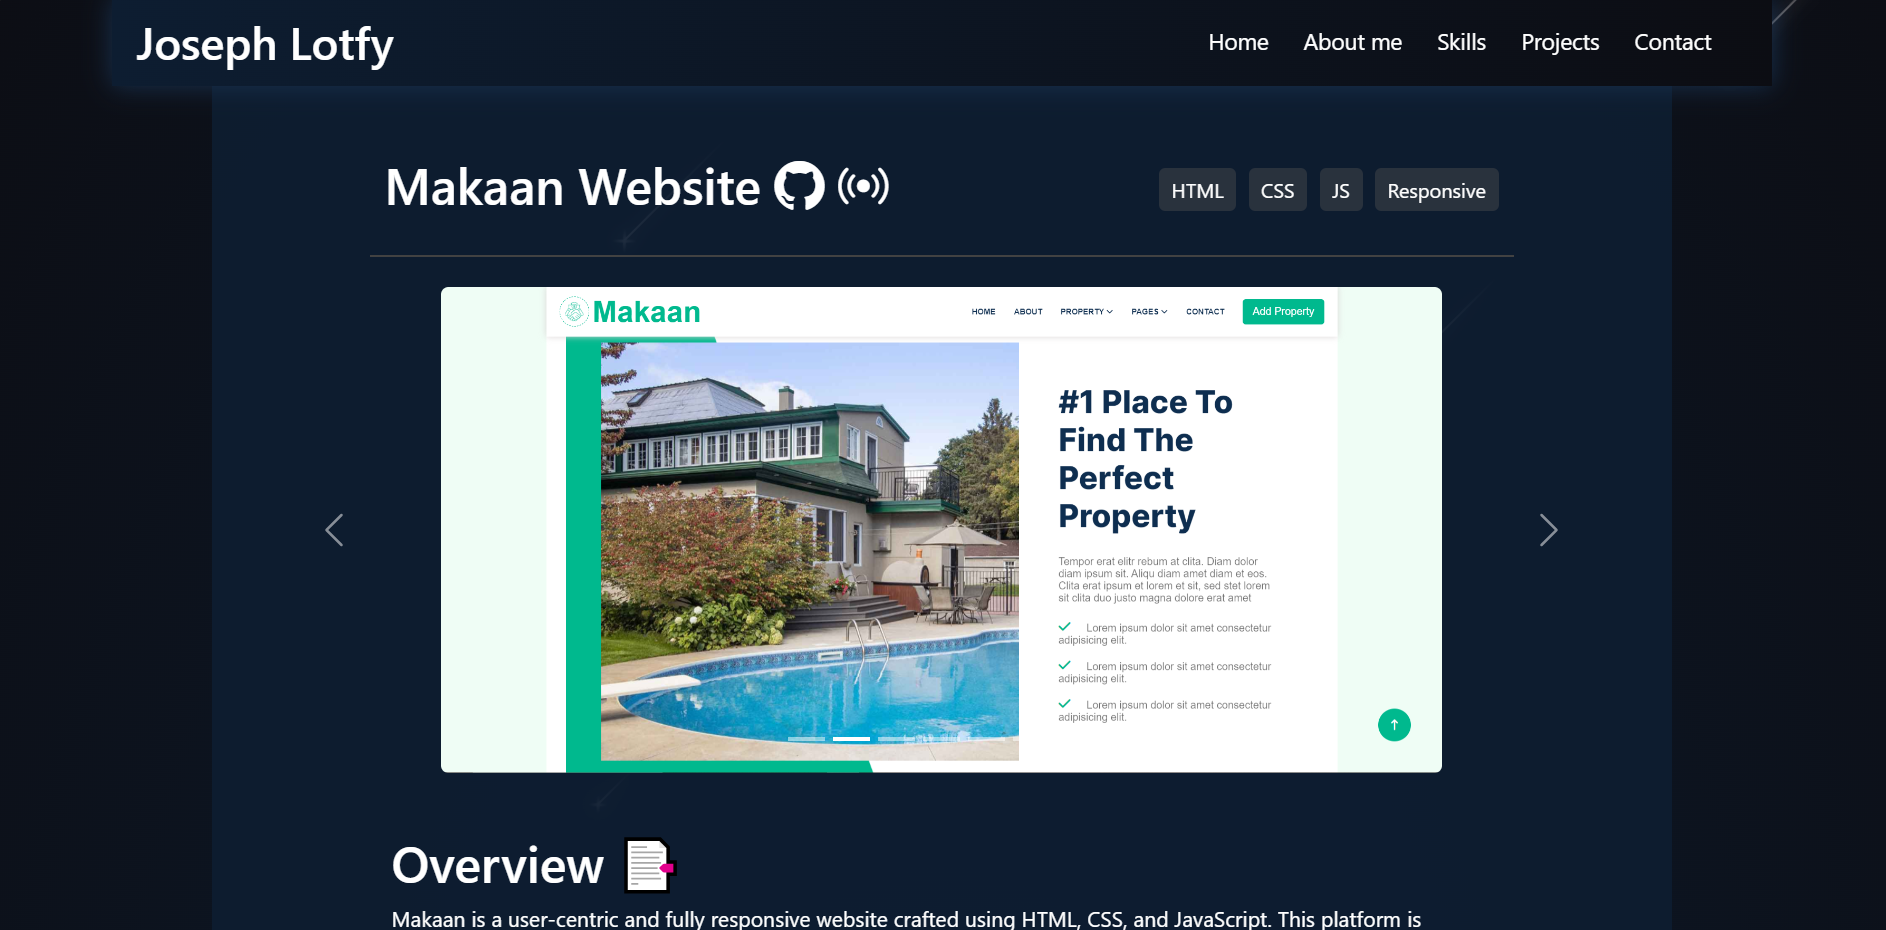 Joseph Lotfy
Home About me Skills Projects Contact
Makaan Website
HTML CSS JS Responsive
Makaan
HOME ABOUT PROPERTY PAGES CONTACT Add Property
#1 Place To
Find The
Perfect
Property
Tempor erat elitr rebum at clita. Diam dolor
diam ipsum sit. Aliqu diam amet diam et eos.
Clita erat ipsum et lorem et sit, sed stet lorem
sit clita duo justo magna dolore erat amet
Lorem ipsum dolor sit amet consectetur
adipisicing elit.
Lorem ipsum dolor sit amet consectetur
adipisicing elit.
Lorem ipsum dolor sit amet consectetur
adipisicing elit.
Overview
Makaan is a user-centric and fully responsive website crafted using HTML, CSS, and JavaScript. This platform is